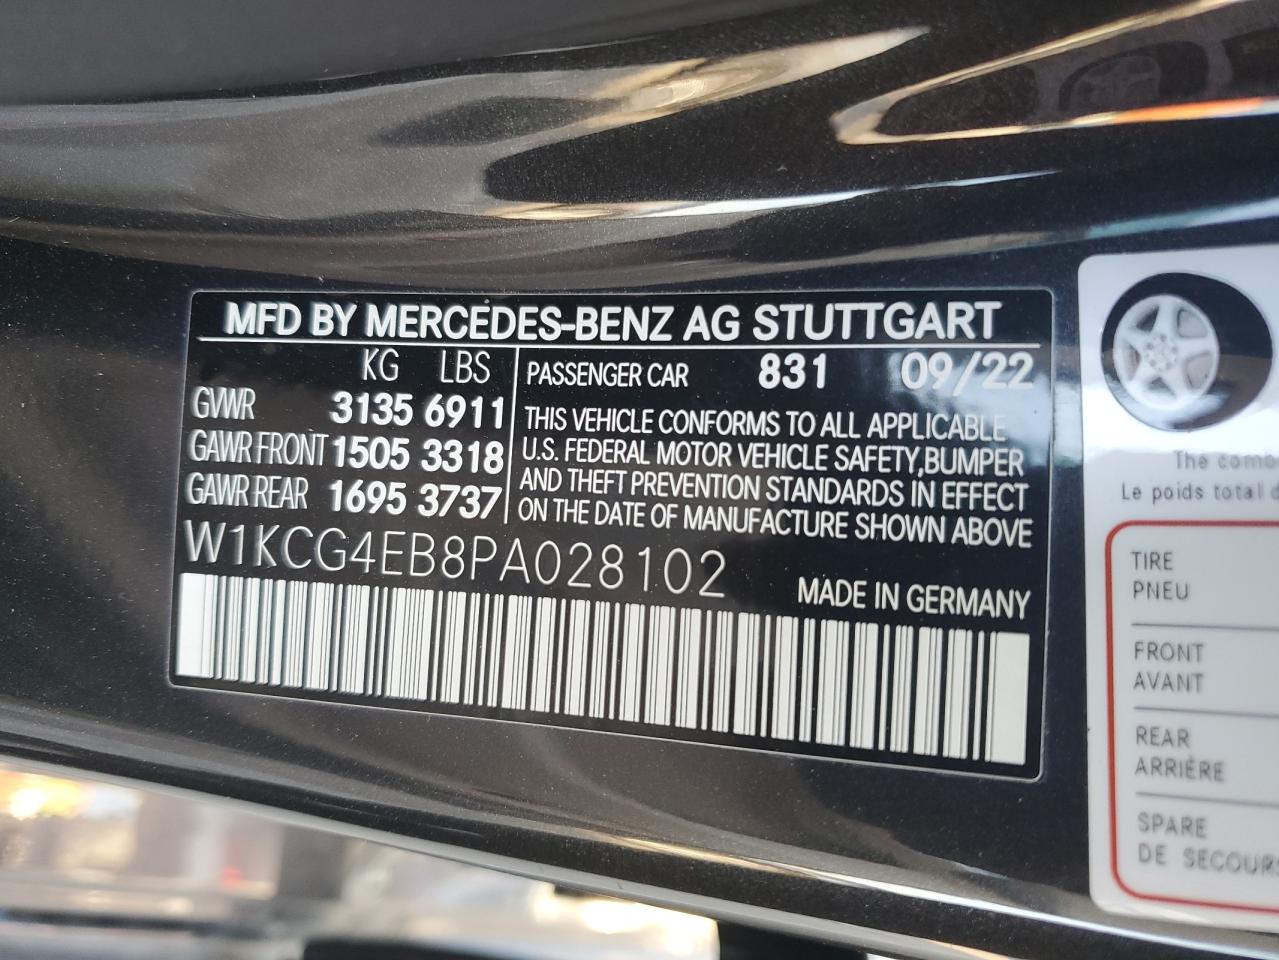 MFD BY MERCEDES-BENZ AG STUTTGART
KG LBS
GVWR 3135 6911
GAWR FRONT 1505 3318
GAWR REAR 1695 3737
PASSENGER CAR 831 09/22
THIS VEHICLE CONFORMS TO ALL APPLICABLE
U.S. FEDERAL MOTOR VEHICLE SAFETY,BUMPER
AND THEFT PREVENTION STANDARDS IN EFFECT
ON THE DATE OF MANUFACTURE SHOWN ABOVE
W1KCG4EB8PA028102
MADE IN GERMANY
The
Le poids total
TIRE
PNEU
FRONT
AVANT
REAR
ARRIÈRE
SPARE
DE